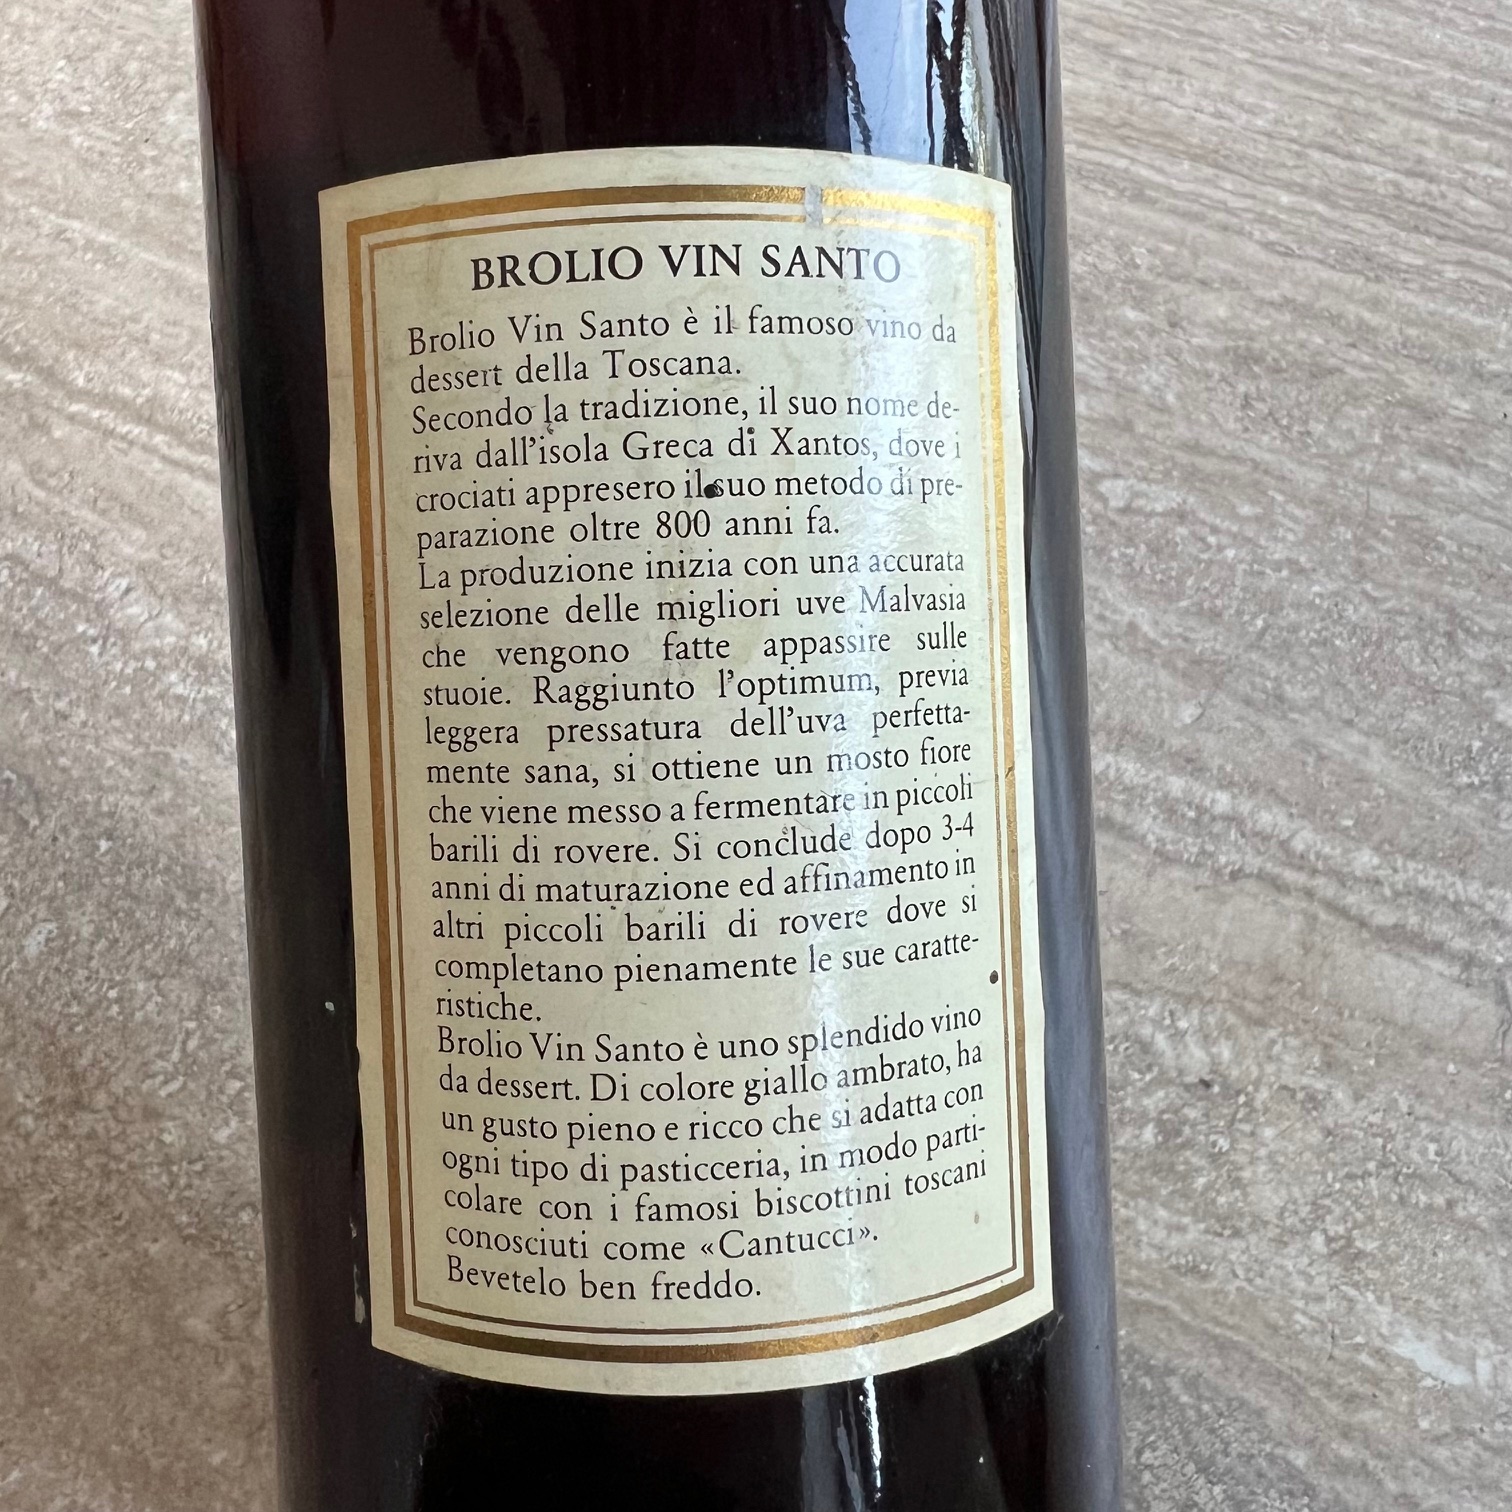 BROLIO VIN SANTO
Brolio Vin Santo è il famoso vino da
dessert della Toscana.
Secondo la tradizione, il suo nome de-
riva dall'isola Greca di Xantos, dove i
crociati appresero il suo metodo di pre-
parazione oltre 800 anni fa.
La produzione inizia con una accurata
selezione delle migliori uve Malvasia
che vengono fatte appassire sulle
stuoie. Raggiunto l'optimum, previa
leggera pressatura dell'uva perfetta-
mente sana, si ottiene un mosto fiore
che viene messo a fermentare in piccoli
barili di rovere. Si conclude dopo 3-4
anni di maturazione ed affinamento in
altri piccoli barili di rovere dove si
completano pienamente le sue caratte-
ristiche.
Brolio Vin Santo è uno splendido vino
da dessert. Di colore giallo ambrato, ha
un gusto pieno e ricco che si adatta con
ogni tipo di pasticceria, in modo parti-
colare con i famosi biscottini toscani
conosciuti come «Cantucci».
Bevetelo ben freddo.